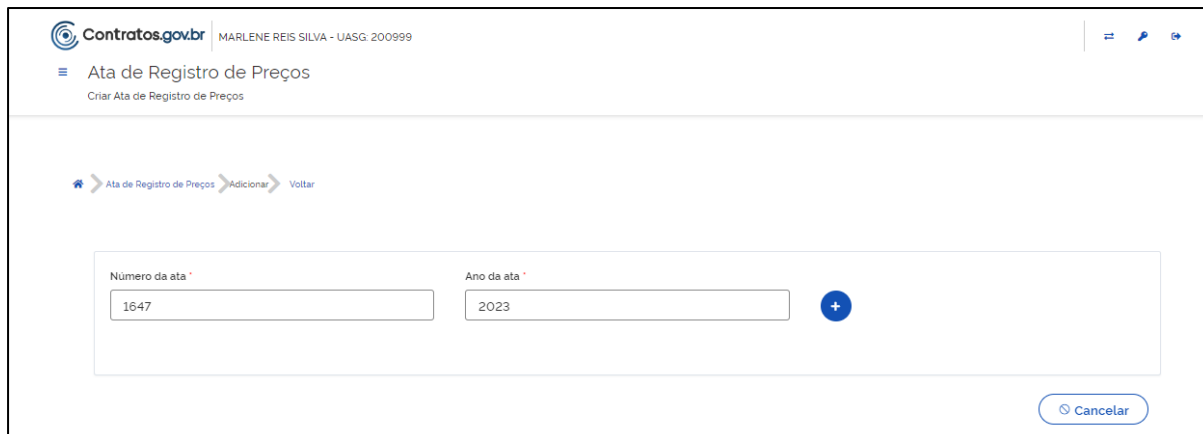 Contratos.gov.br MARLENE REIS SILVA - UASG: 200999
Ata de Registro de Preços
Criar Ata de Registro de Preços
Ata de Registro de Preços Adicionar Voltar
Número da ata * Ano da ata *
1647 2023
+
Cancelar